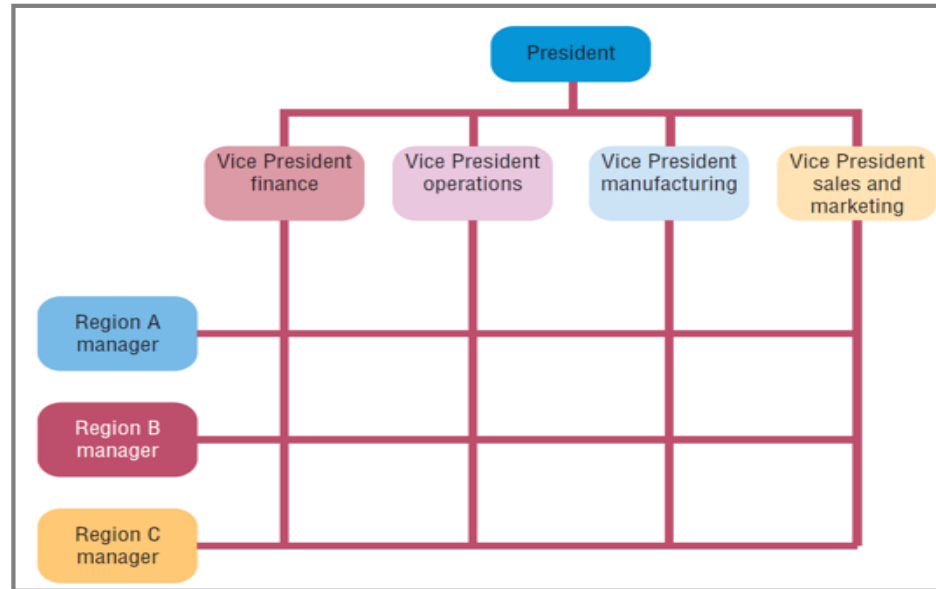 President
Vice President
finance
Vice President
operations
Vice President
manufacturing
Vice President
sales and
marketing
Region A
manager
Region B
manager
Region C
manager